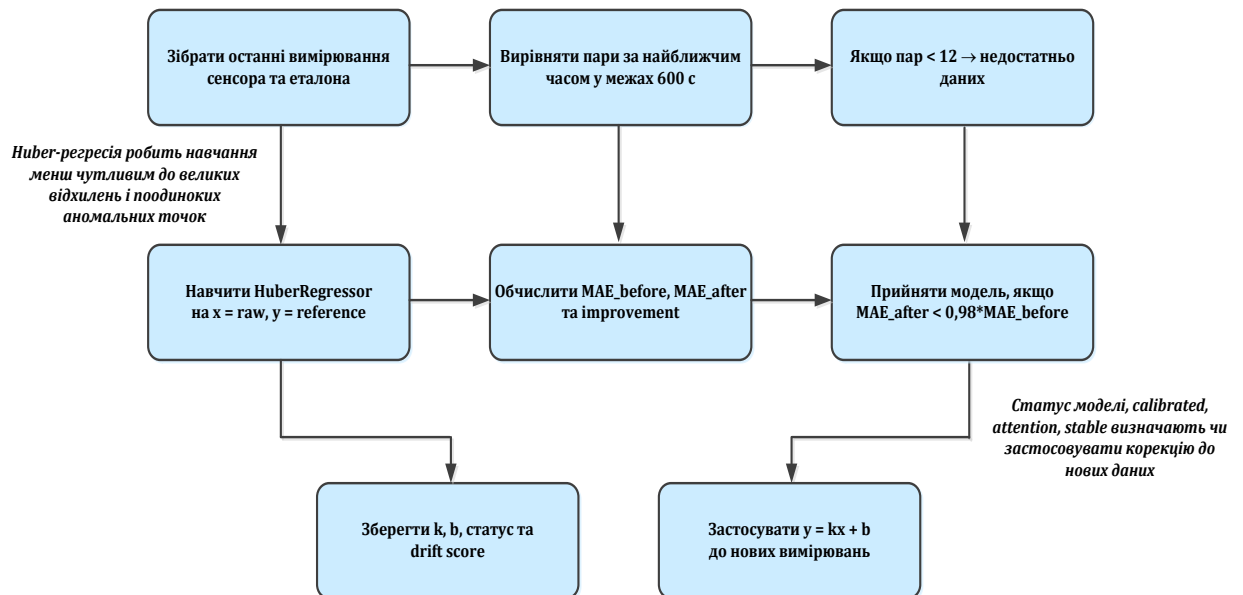 Зібрати останні вимірювання
сенсора та еталона
Вирівняти пари за найближчим
часом у межах 600 с
Якщо пар < 12 → недостатньо
даних
Huber-регресія робить навчання
менш чутливим до великих
відхилень і поодиноких
аномальних точок
Навчити HuberRegressor
на x = raw, y = reference
Обчислити MAE_before, MAE_after
та improvement
Прийняти модель, якщо
MAE_after < 0,98*MAE_before
Статус моделі, calibrated,
attention, stable визначають чи
застосовувати корекцію до
нових даних
Зберегти k, b, статус та
drift score
Застосувати y = kx + b
до нових вимірювань